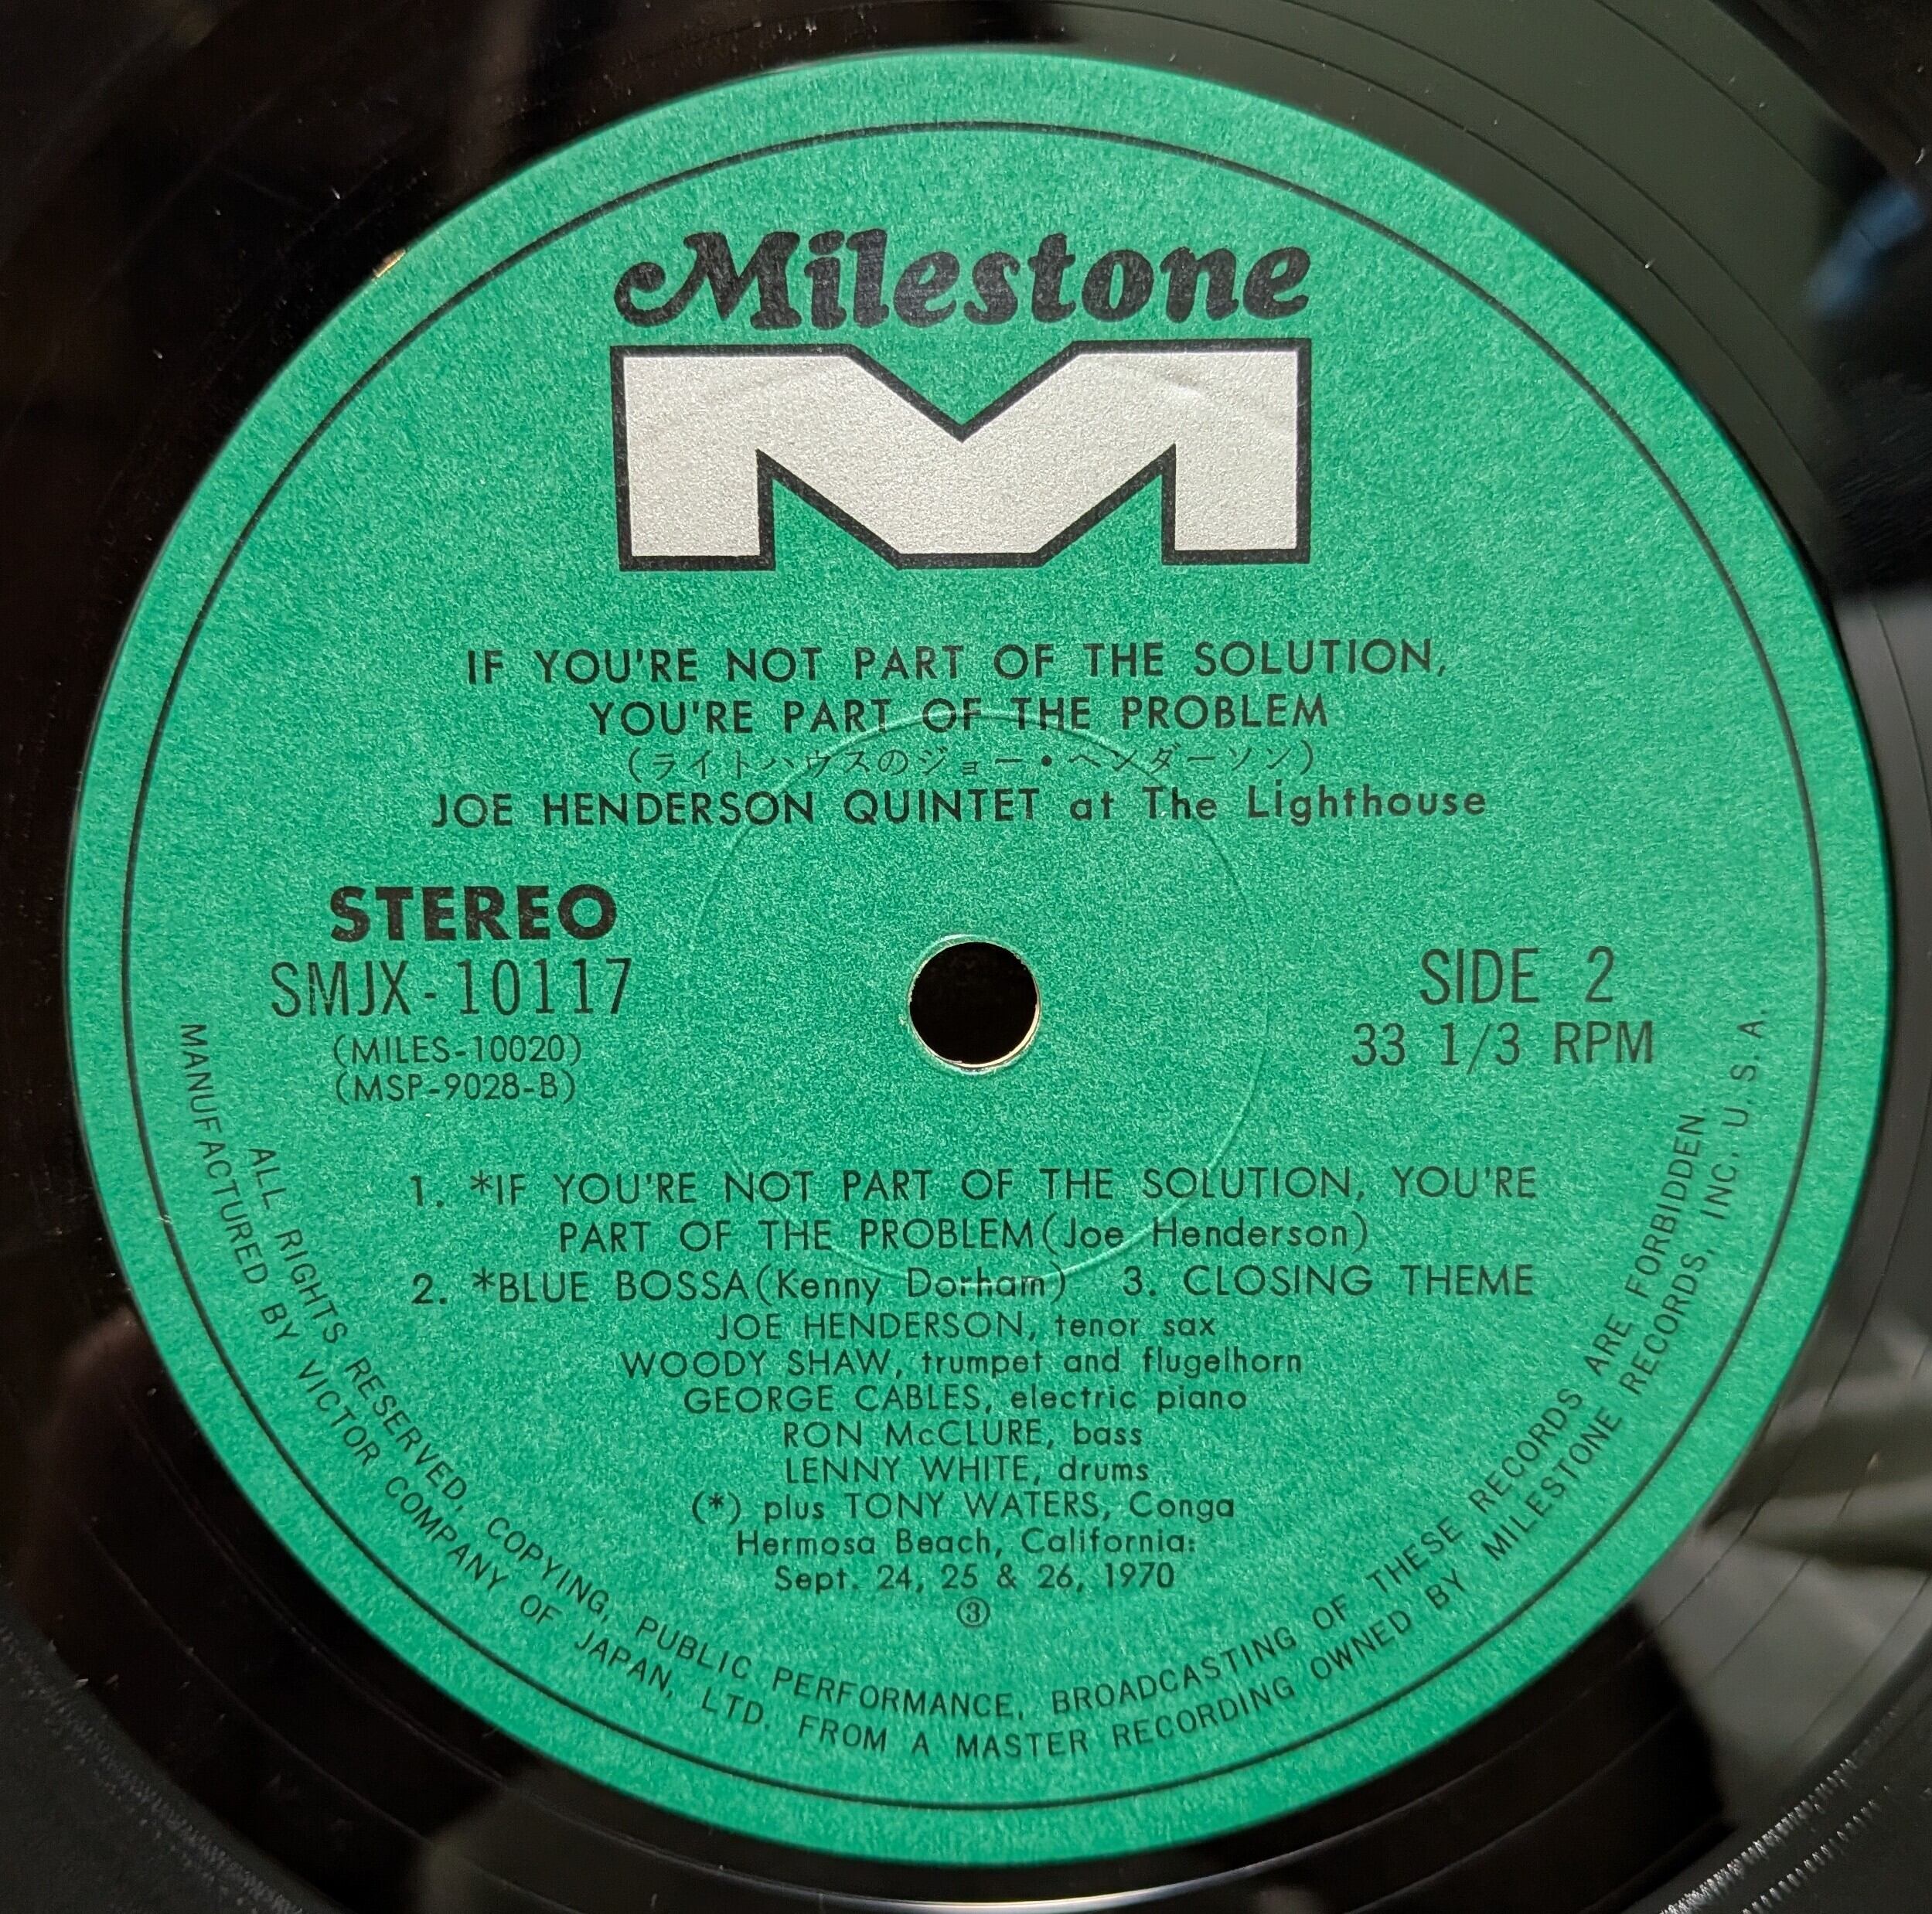 Milestone
M
IF YOU'RE NOT PART OF THE SOLUTION,
YOU'RE PART OF THE PROBLEM
(ライトハウスのジョー・ヘンダーソン)
JOE HENDERSON QUINTET at The Lighthouse
STEREO
SMJX-10117
(MILES-10020)
(MSP-9028-B)
SIDE 2
33 1/3 RPM
1. *IF YOU'RE NOT PART OF THE SOLUTION, YOU'RE
PART OF THE PROBLEM(Joe Henderson)
2. *BLUE BOSSA(Kenny Dorham) 3. CLOSING THEME
JOE HENDERSON, tenor sax
WOODY SHAW, trumpet and flugelhorn
GEORGE CABLES, electric piano
RON McCLURE, bass
LENNY WHITE, drums
(*) plus TONY WATERS, Conga
Hermosa Beach, California:
Sept. 24, 25 & 26, 1970
③
ALL RIGHTS RESERVED, COPYING, PUBLIC PERFORMANCE, BROADCASTING OF THESE RECORDS ARE FORBIDDEN
MANUFACTURED BY VICTOR COMPANY OF JAPAN, LTD. FROM A MASTER RECORDING OWNED BY MILESTONE RECORDS, INC. U.S.A.